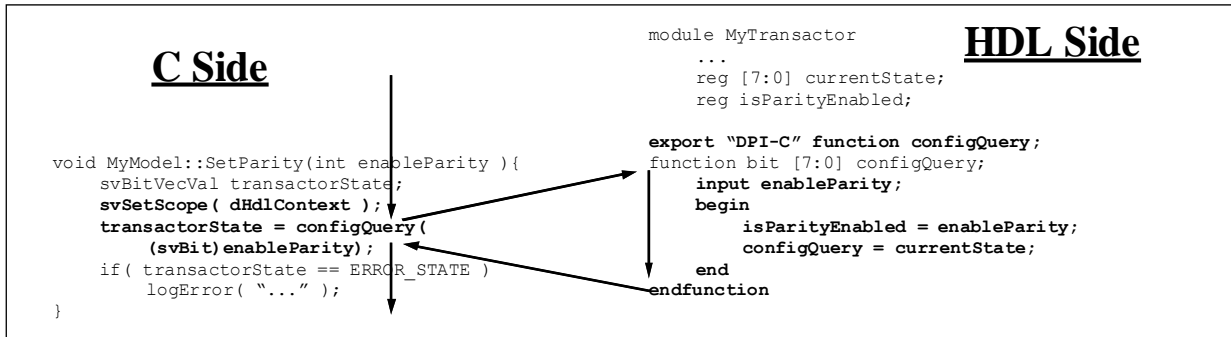 C Side
void MyModel::SetParity(int enableParity ){
    svBitVecVal transactorState;
    svSetScope( dHdlContext );
    transactorState = configQuery(
        (svBit)enableParity);
    if( transactorState == ERROR_STATE )
        logError( “...” );
}
HDL Side
module MyTransactor
    ...
    reg [7:0] currentState;
    reg isParityEnabled;
export “DPI-C” function configQuery;
function bit [7:0] configQuery;
    input enableParity;
    begin
        isParityEnabled = enableParity;
        configQuery = currentState;
    end
endfunction